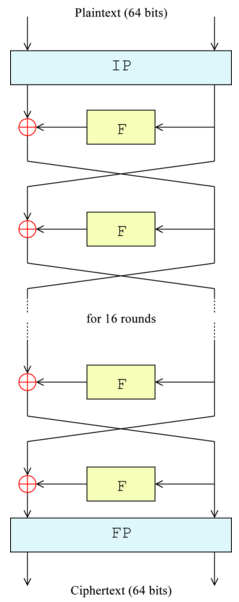 Plaintext (64 bits)
IP
F
F
for 16 rounds
F
F
FP
Ciphertext (64 bits)